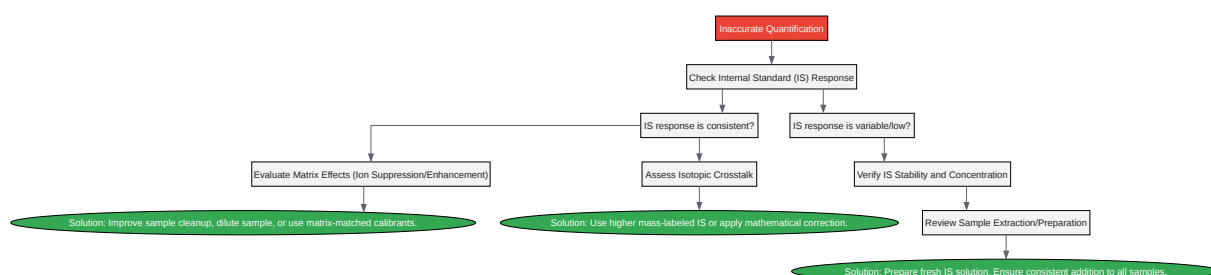 Inaccurate Quantification
Check Internal Standard (IS) Response
IS response is consistent?
IS response is variable/low?
Evaluate Matrix Effects (Ion Suppression/Enhancement)
Assess Isotopic Crosstalk
Verify IS Stability and Concentration
Solution: Improve sample cleanup, dilute sample, or use matrix-matched calibrants.
Solution: Use higher mass-labeled IS or apply mathematical correction.
Review Sample Extraction/Preparation
Solution: Prepare fresh IS solution. Ensure consistent addition to all samples.